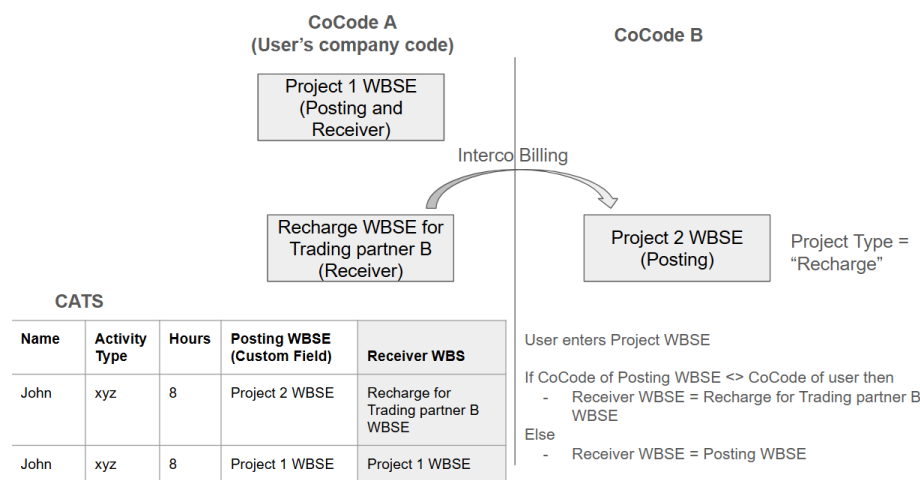 CoCode A
(User's company code)
CoCode B
Project 1 WBSE
(Posting and
Receiver)
Interco Billing
Recharge WBSE for
Trading partner B
(Receiver)
Project 2 WBSE
(Posting)
Project Type =
“Recharge”
CATS
Name
Activity
Type
Hours
Posting WBSE
(Custom Field)
Receiver WBS
John
xyz
8
Project 2 WBSE
Recharge for
Trading partner B
WBSE
John
xyz
8
Project 1 WBSE
Project 1 WBSE
User enters Project WBSE
If CoCode of Posting WBSE <> CoCode of user then
- Receiver WBSE = Recharge for Trading partner B
WBSE
Else
- Receiver WBSE = Posting WBSE